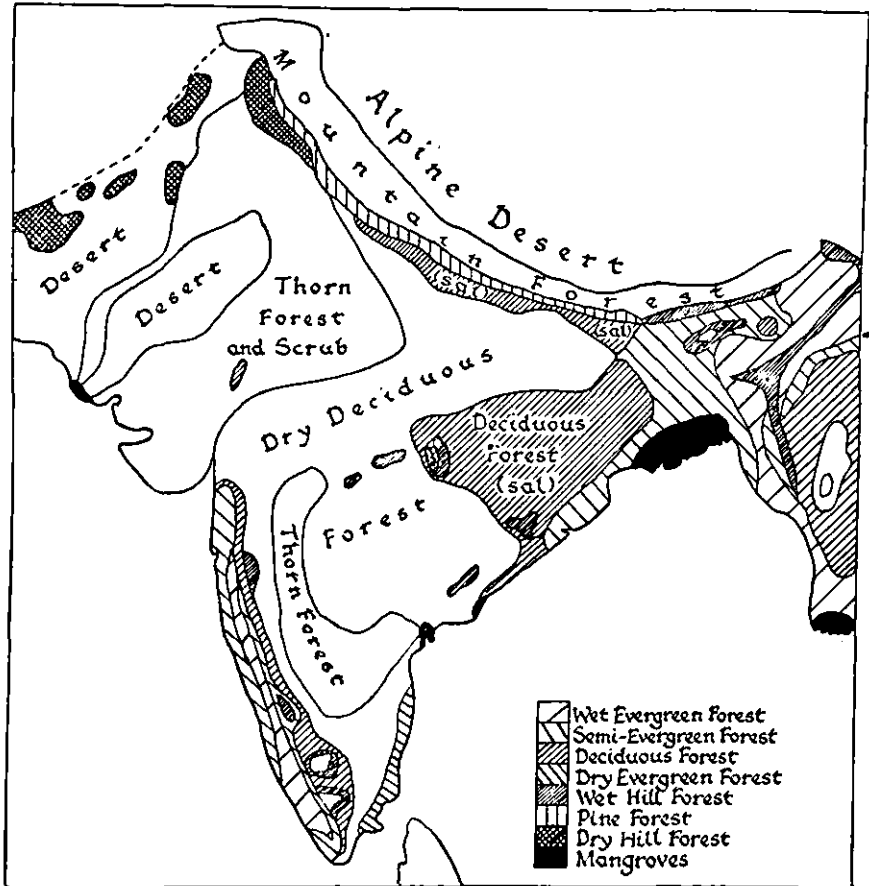 Alpine Desert
Mountain Forest
Desert
Desert
Thorn
Forest
and Scrub
(sal)
(sal)
Dry Deciduous
Forest
Deciduous
Forest
(sal)
Thorn Forest
Wet Evergreen Forest
Semi-Evergreen Forest
Deciduous Forest
Dry Evergreen Forest
Wet Hill Forest
Pine Forest
Dry Hill Forest
Mangroves